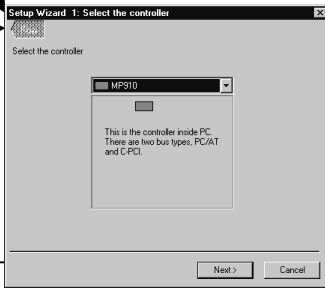 Setup Wizard 1: Select the controller
Select the controller
MP910
This is the controller inside PC.
There are two bus types, PC/AT
and C-PCI.
Next >
Cancel